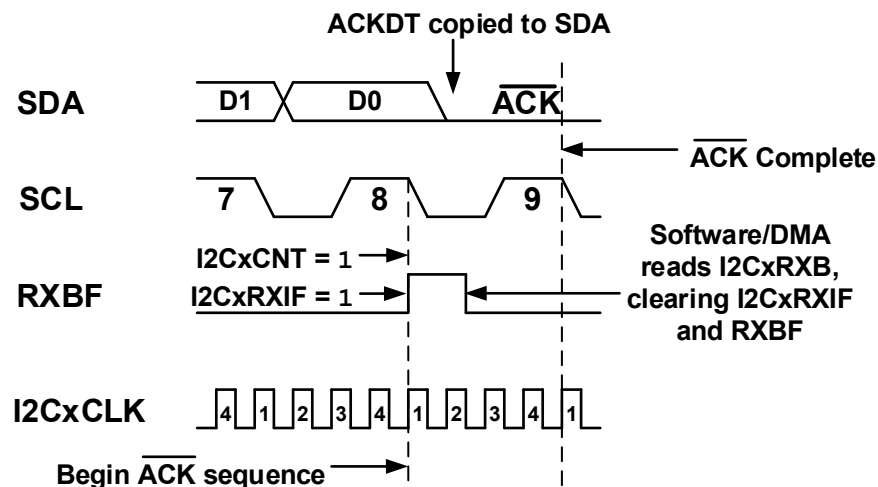 ACKDT copied to SDA
SDA
D1
D0
ACK
ACK Complete
SCL
7
8
9
I2CxCNT = 1
Software/DMA
reads I2CxRXB,
clearing I2CxRXIF
and RXBF
RXBF
I2CxRXIF = 1
I2CxCLK
4 1 2 3 4 1 2 3 4 1
Begin ACK sequence